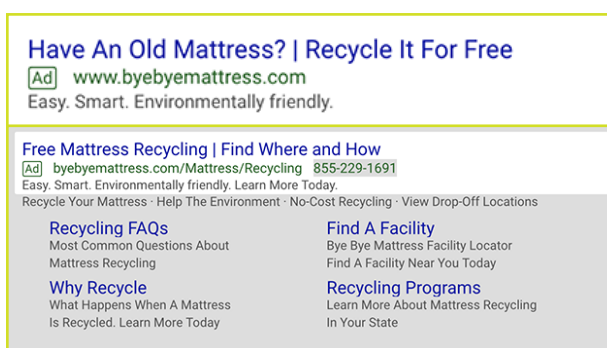 Have An Old Mattress? | Recycle It For Free
Ad www.byebyemattress.com
Easy. Smart. Environmentally friendly.
Free Mattress Recycling | Find Where and How
Ad byebyemattress.com/Mattress/Recycling 855-229-1691
Easy. Smart. Environmentally friendly. Learn More Today.
Recycle Your Mattress · Help The Environment · No-Cost Recycling · View Drop-Off Locations
Recycling FAQs
Most Common Questions About
Mattress Recycling
Find A Facility
Bye Bye Mattress Facility Locator
Find A Facility Near You Today
Why Recycle
What Happens When A Mattress
Is Recycled. Learn More Today
Recycling Programs
Learn More About Mattress Recycling
In Your State